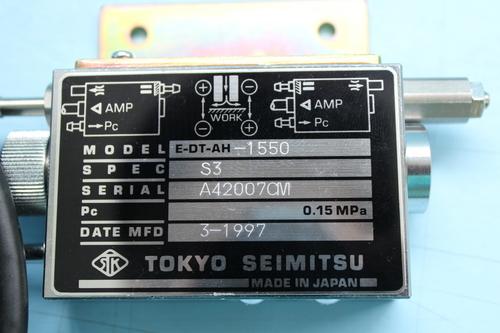 AMP
Pc
WORK
AMP
Pc
MODEL E-DT-AH-1550
SPEC S3
SERIAL A42007CM
Pc 0.15 MPa
DATE MFD 3-1997
TSK TOKYO SEIMITSU
MADE IN JAPAN